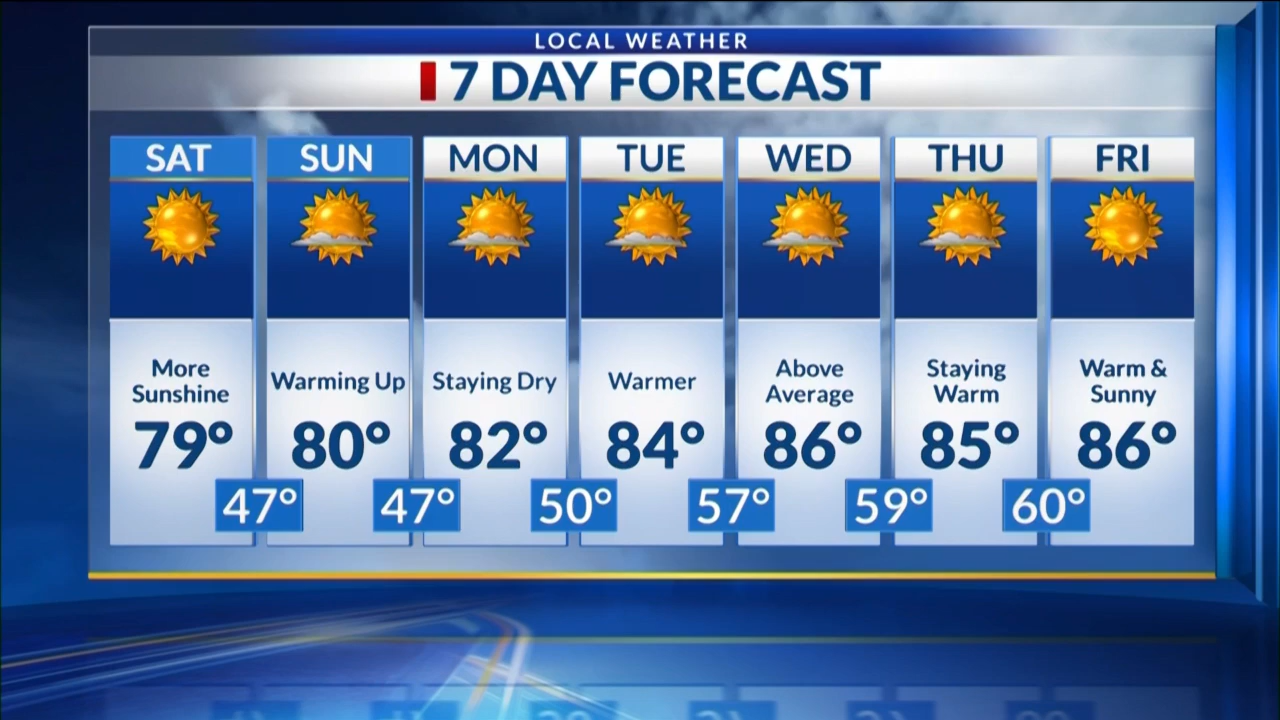 LOCAL WEATHER
7 DAY FORECAST
SAT SUN MON TUE WED THU FRI
More Sunshine Warming Up Staying Dry Warmer Above Average Staying Warm Warm & Sunny
79° 80° 82° 84° 86° 85° 86°
47° 47° 50° 57° 59° 60°